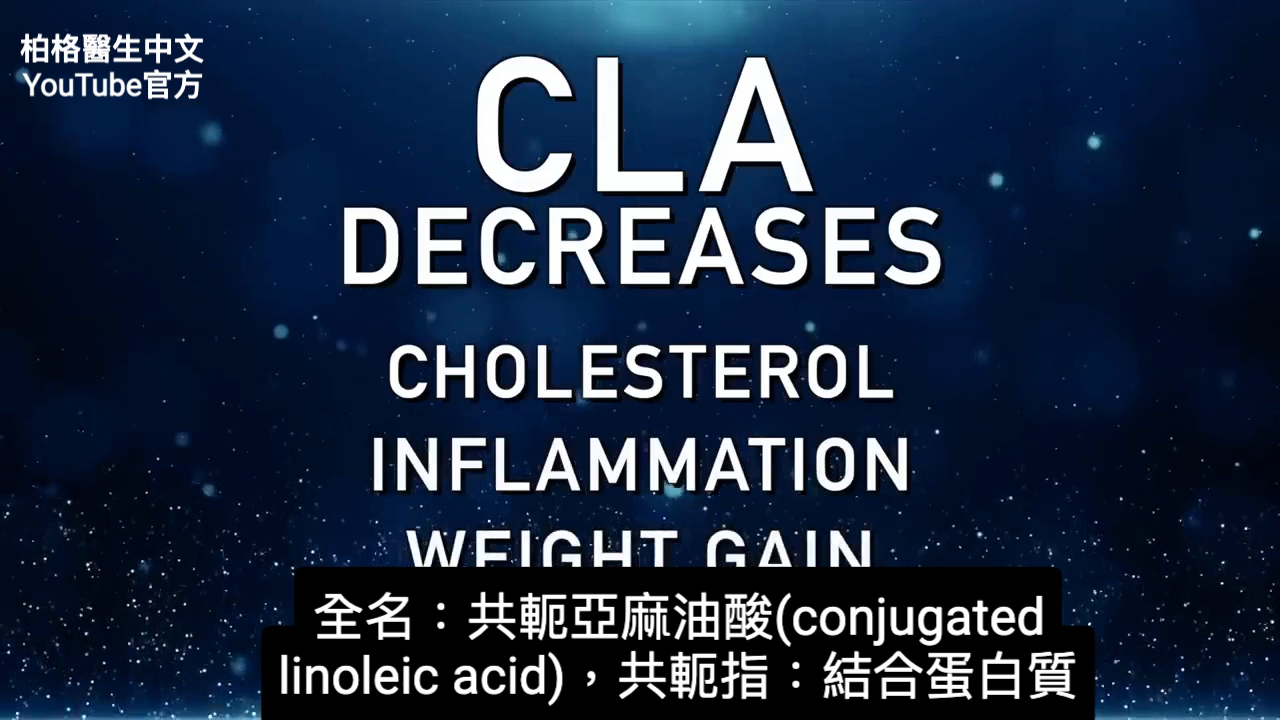 柏格醫生中文
YouTube官方
CLA
DECREASES
CHOLESTEROL
INFLAMMATION
WEIGHT GAIN
全名：共軛亞麻油酸(conjugated
linoleic acid)，共軛指：結合蛋白質